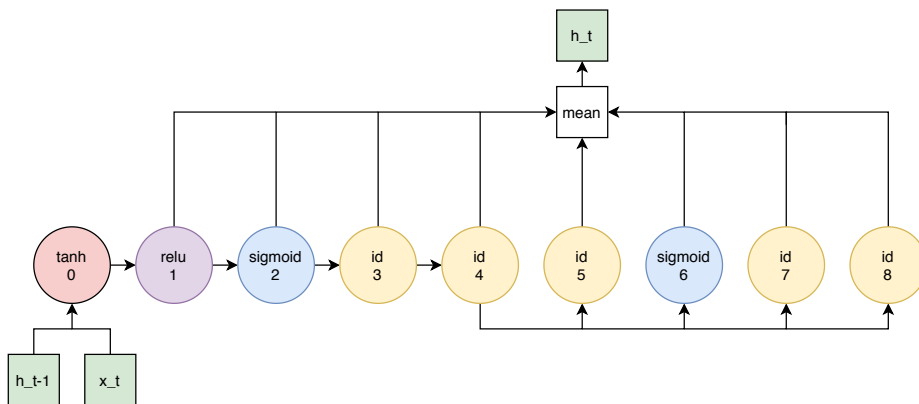 h_t
mean
tanh
0
relu
1
sigmoid
2
id
3
id
4
id
5
sigmoid
6
id
7
id
8
h_t-1
x_t